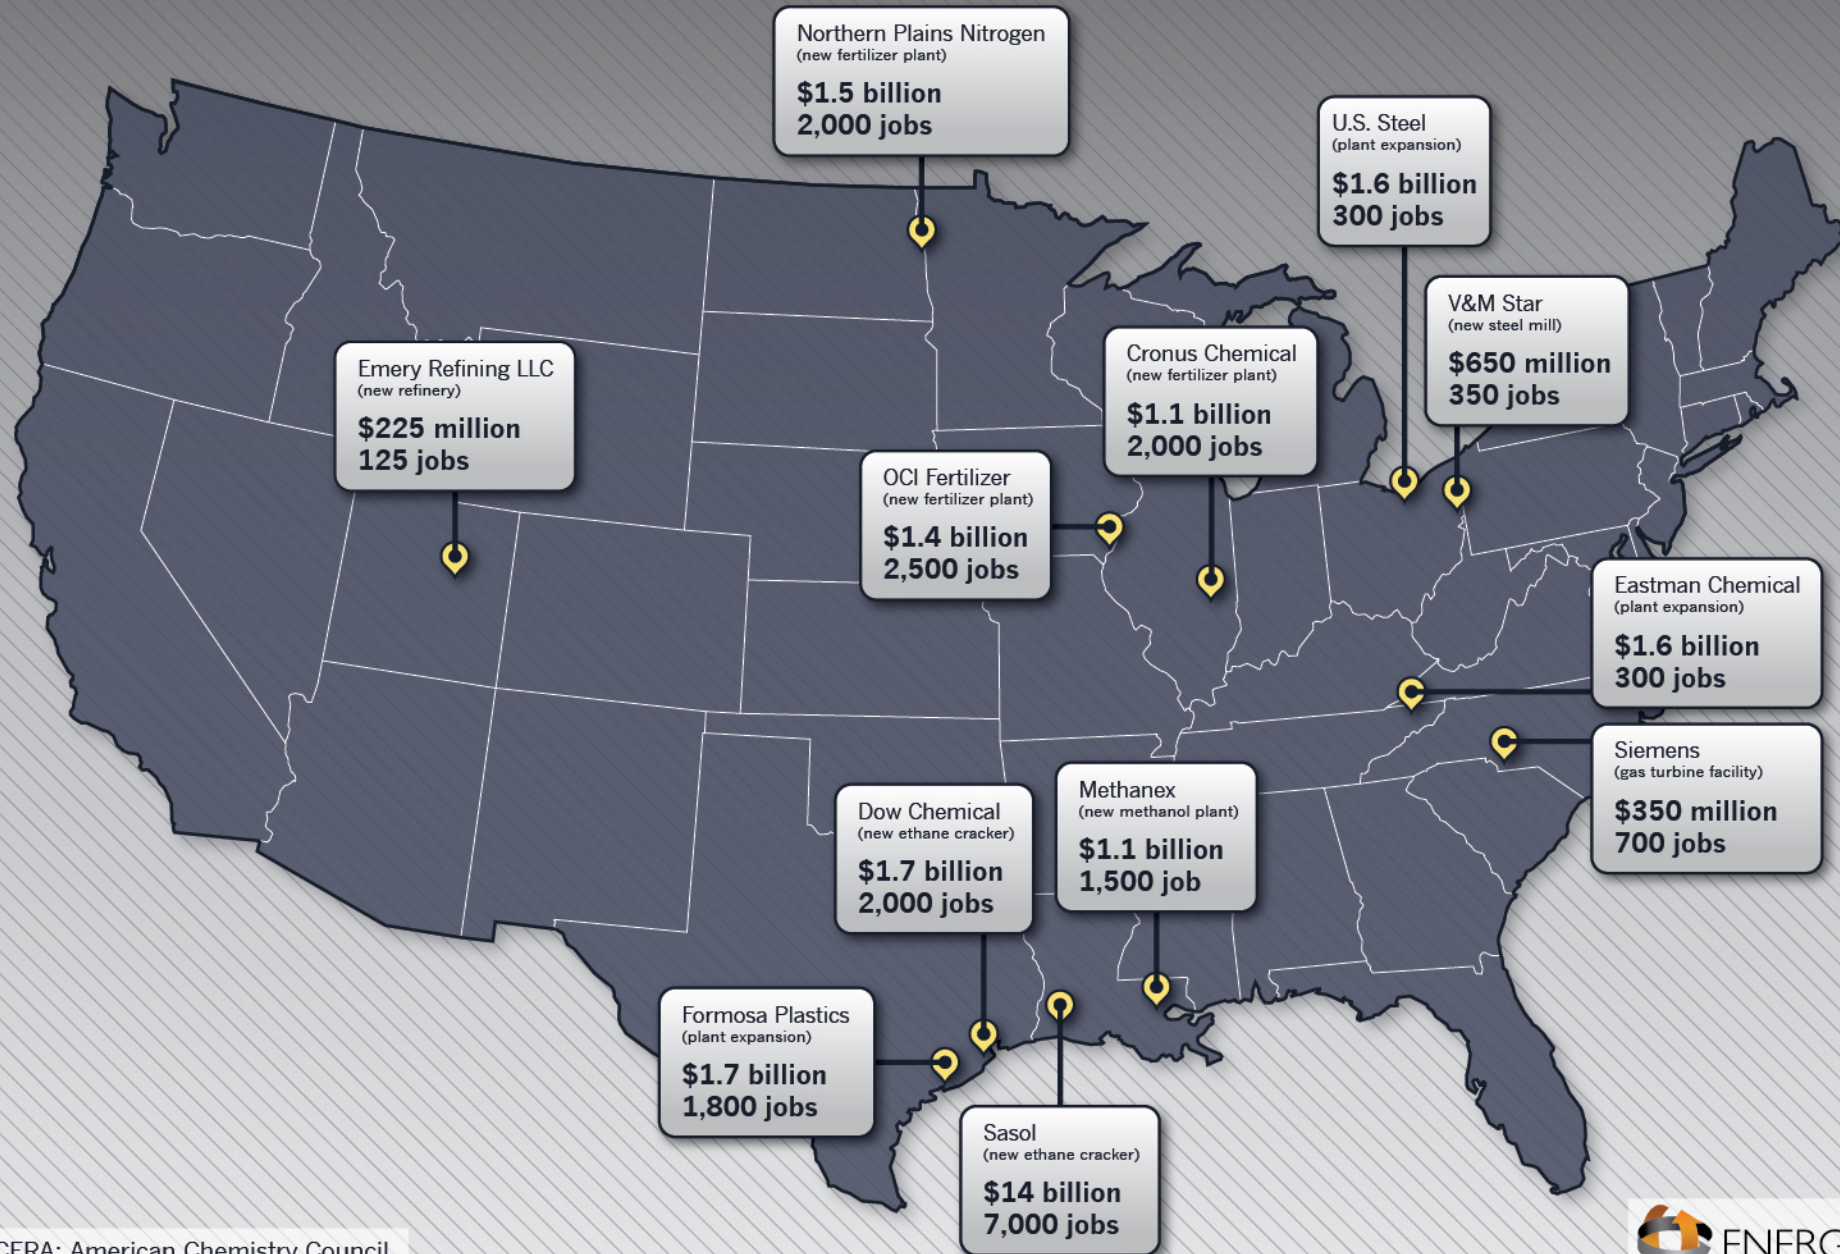 Northern Plains Nitrogen
(new fertilizer plant)
$1.5 billion
2,000 jobs
U.S. Steel
(plant expansion)
$1.6 billion
300 jobs
V&M Star
(new steel mill)
$650 million
350 jobs
Cronus Chemical
(new fertilizer plant)
$1.1 billion
2,000 jobs
Emery Refining LLC
(new refinery)
$225 million
125 jobs
OCI Fertilizer
(new fertilizer plant)
$1.4 billion
2,500 jobs
Eastman Chemical
(plant expansion)
$1.6 billion
300 jobs
Siemens
(gas turbine facility)
$350 million
700 jobs
Methanex
(new methanol plant)
$1.1 billion
1,500 job
Dow Chemical
(new ethane cracker)
$1.7 billion
2,000 jobs
Formosa Plastics
(plant expansion)
$1.7 billion
1,800 jobs
Sasol
(new ethane cracker)
$14 billion
7,000 jobs
CERA; American Chemistry Council
ENERG